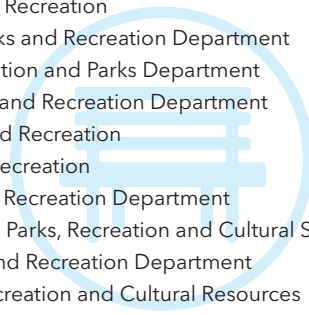 Recreation
ks and Recreation Department
tion and Parks Department
and Recreation Department
d Recreation
ecreation
Recreation Department
Parks, Recreation and Cultural S
nd Recreation Department
creation and Cultural Resources